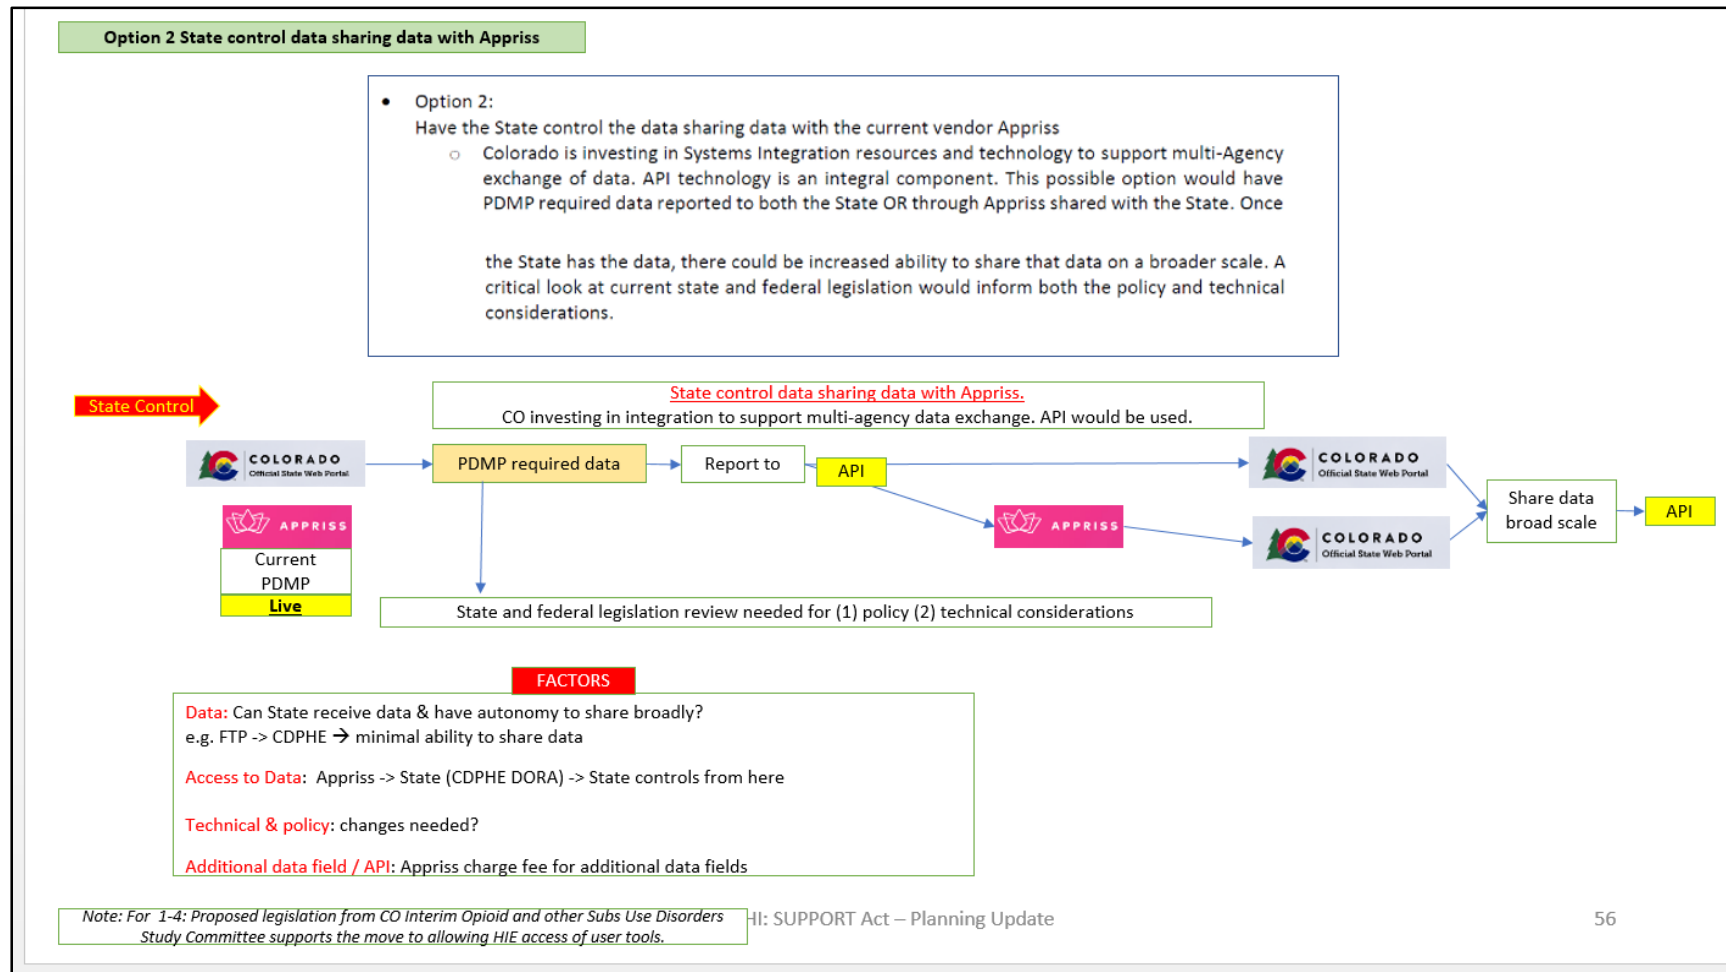 Option 2 State control data sharing data with Appriss
• Option 2:
Have the State control the data sharing data with the current vendor Appriss
○ Colorado is investing in Systems Integration resources and technology to support multi-Agency
exchange of data. API technology is an integral component. This possible option would have
PDMP required data reported to both the State OR through Appriss shared with the State. Once
the State has the data, there could be increased ability to share that data on a broader scale. A
critical look at current state and federal legislation would inform both the policy and technical
considerations.
State Control
State control data sharing data with Appriss.
CO investing in integration to support multi-agency data exchange. API would be used.
COLORADO
Official State Web Portal
PDMP required data
Report to
API
COLORADO
Official State Web Portal
APPRISS
Current
PDMP
Live
APPRISS
COLORADO
Official State Web Portal
Share data
broad scale
API
State and federal legislation review needed for (1) policy (2) technical considerations
FACTORS
Data: Can State receive data & have autonomy to share broadly?
e.g. FTP -> CDPHE → minimal ability to share data
Access to Data: Appriss -> State (CDPHE DORA) -> State controls from here
Technical & policy: changes needed?
Additional data field / API: Appriss charge fee for additional data fields
Note: For 1-4: Proposed legislation from CO Interim Opioid and other Subs Use Disorders
Study Committee supports the move to allowing HIE access of user tools.
HI: SUPPORT Act – Planning Update
56